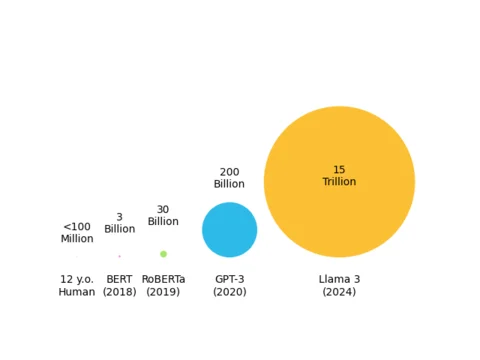 <100
Million
3
Billion
30
Billion
200
Billion
15
Trillion
12 y.o.
Human
BERT
(2018)
RoBERTa
(2019)
GPT-3
(2020)
Llama 3
(2024)